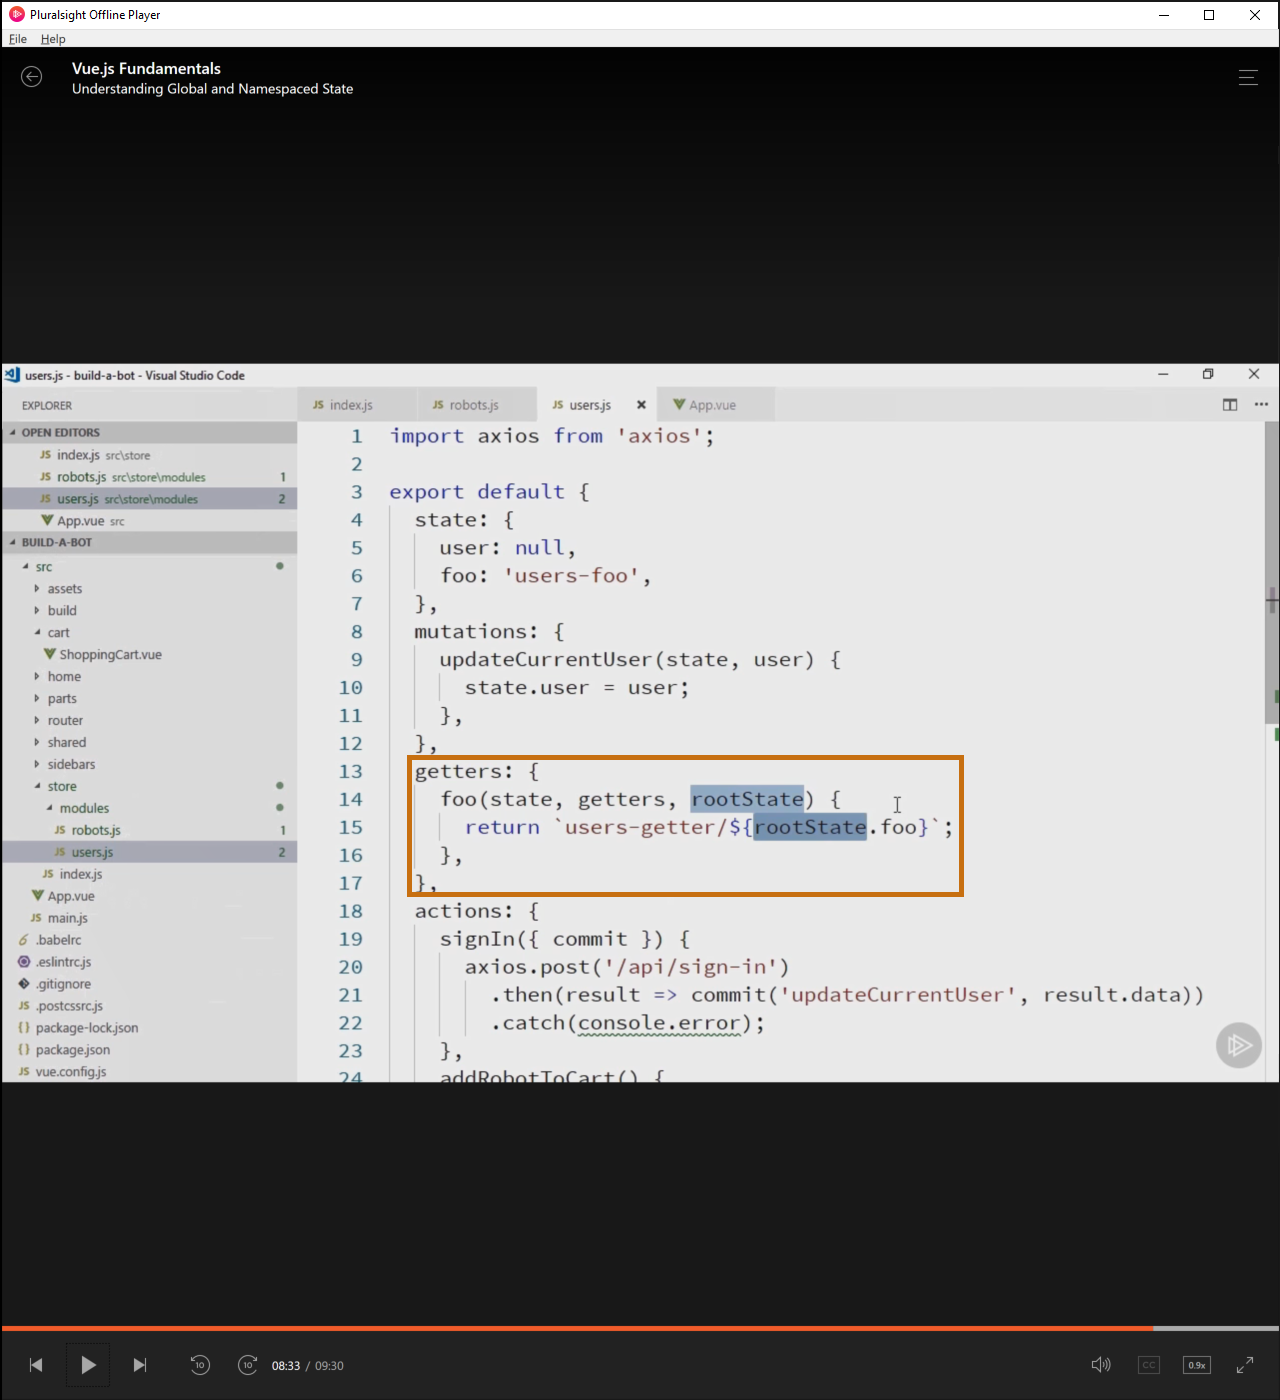 Pluralsight Offline Player
File Help
Vue.js Fundamentals
Understanding Global and Namespaced State
users.js - build-a-bot - Visual Studio Code
EXPLORER
OPEN EDITORS
JS index.js src\store
JS robots.js src\store\modules 1
JS users.js src\store\modules 2
App.vue src
BUILD-A-BOT
src
assets
build
cart
ShoppingCart.vue
home
parts
router
shared
sidebars
store
modules
JS robots.js 1
JS users.js 2
JS index.js
App.vue
JS main.js
.babelrc
.eslintrc.js
.gitignore
JS .postcssrc.js
{} package-lock.json
{} package.json
JS vue.config.js
JS index.js JS robots.js JS users.js App.vue
1 import axios from 'axios';
2
3 export default {
4 state: {
5 user: null,
6 foo: 'users-foo',
7 },
8 mutations: {
9 updateCurrentUser(state, user) {
10 state.user = user;
11 },
12 },
13 getters: {
14 foo(state, getters, rootState) {
15 return `users-getter/${rootState.foo}`;
16 },
17 },
18 actions: {
19 signIn({ commit }) {
20 axios.post('/api/sign-in')
21 .then(result => commit('updateCurrentUser', result.data))
22 .catch(console.error);
23 },
24 addRobotToCart() {
10 10 08:33 / 09:30 CC 0.9x